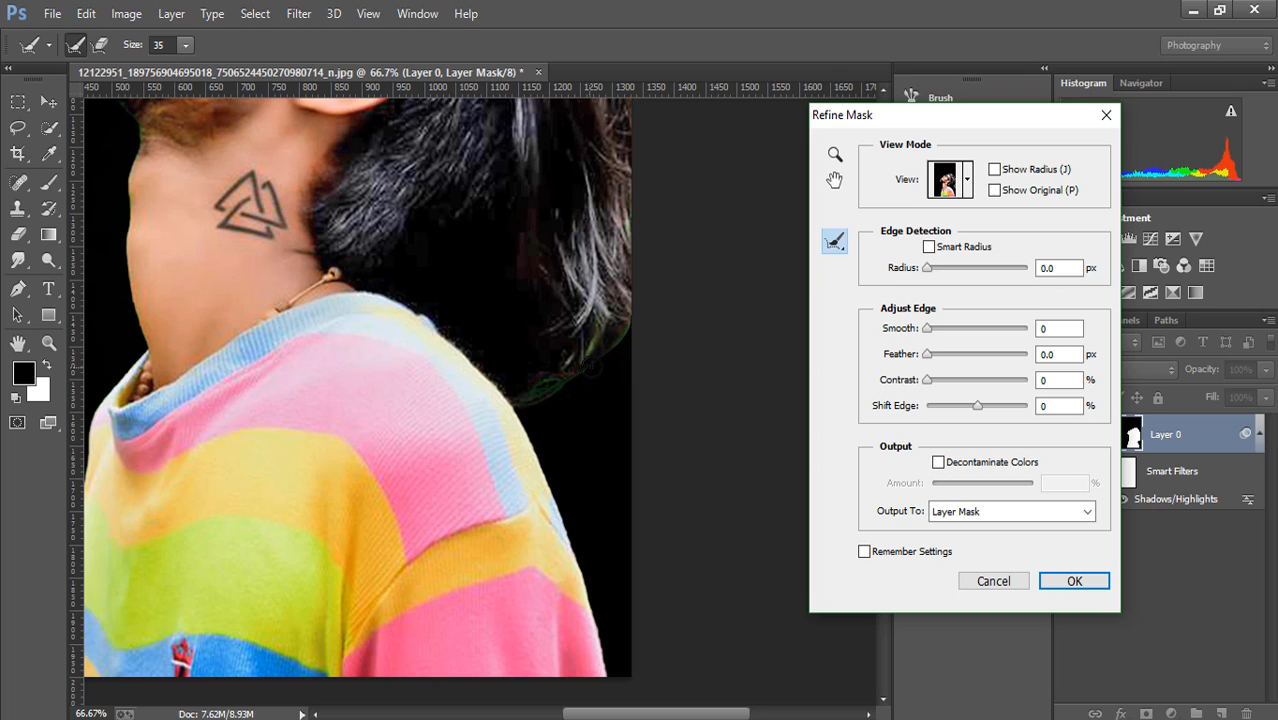 Ps File Edit Image Layer Type Select Filter 3D View Window Help
Size: 35 Photography
12122951_189756904695018_7506524450270980714_n.jpg @ 66.7% (Layer 0, Layer Mask/8) *
Histogram Navigator
450 500 550 600 650 700 750 800 850 900 950 1000 1050 1100 1150 1200 1250 1300 1350 1400 1450 1500 1550 1600 1650
Brush
Refine Mask
View Mode
View:
Show Radius (J)
Show Original (P)
Edge Detection
Smart Radius
Radius: 0.0 px
Adjust Edge
Smooth: 0
Feather: 0.0 px
Contrast: 0 %
Shift Edge: 0 %
Output
Decontaminate Colors
Amount: %
Output To: Layer Mask
Remember Settings
Cancel OK
Paths
Opacity:
Fill:
Layer 0
Smart Filters
Shadows/Highlights
66.67% Doc: 7.62M/8.93M